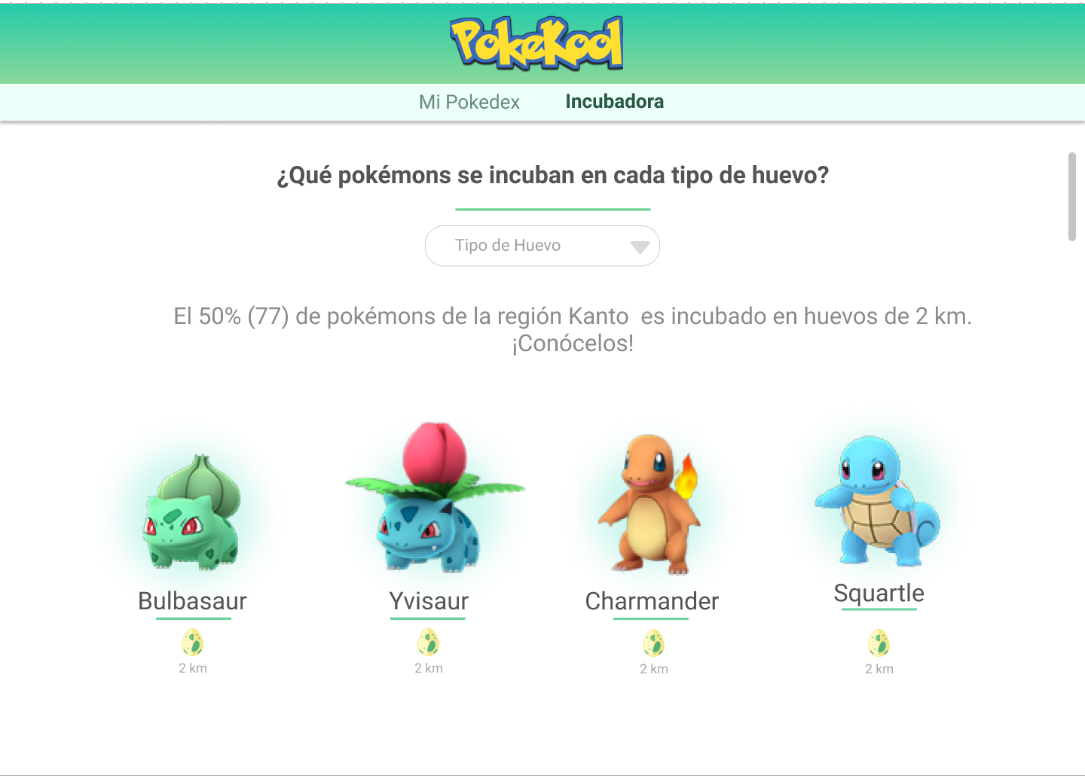 PokeKool
Mi Pokedex Incubadora
¿Qué pokémons se incuban en cada tipo de huevo?
Tipo de Huevo
El 50% (77) de pokémons de la región Kanto es incubado en huevos de 2 km.
¡Conócelos!
Bulbasaur Yvisaur Charmander Squartle
2 km 2 km 2 km 2 km